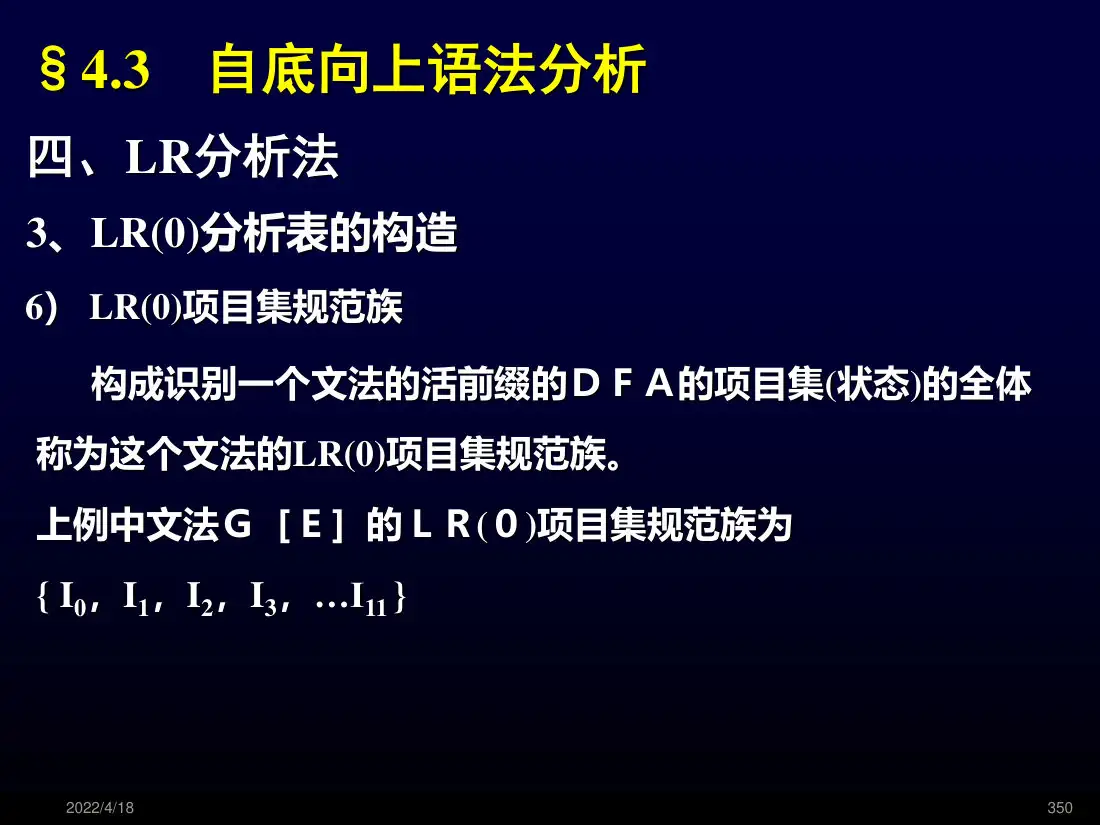 §4.3 自底向上语法分析
四、LR分析法
3、LR(0)分析表的构造
6） LR(0)项目集规范族
构成识别一个文法的活前缀的ＤＦＡ的项目集(状态)的全体
称为这个文法的LR(0)项目集规范族。
上例中文法Ｇ［Ｅ］的ＬＲ(０)项目集规范族为
{ I₀，I₁，I₂，I₃，…I₁₁ }
2022/4/18
350